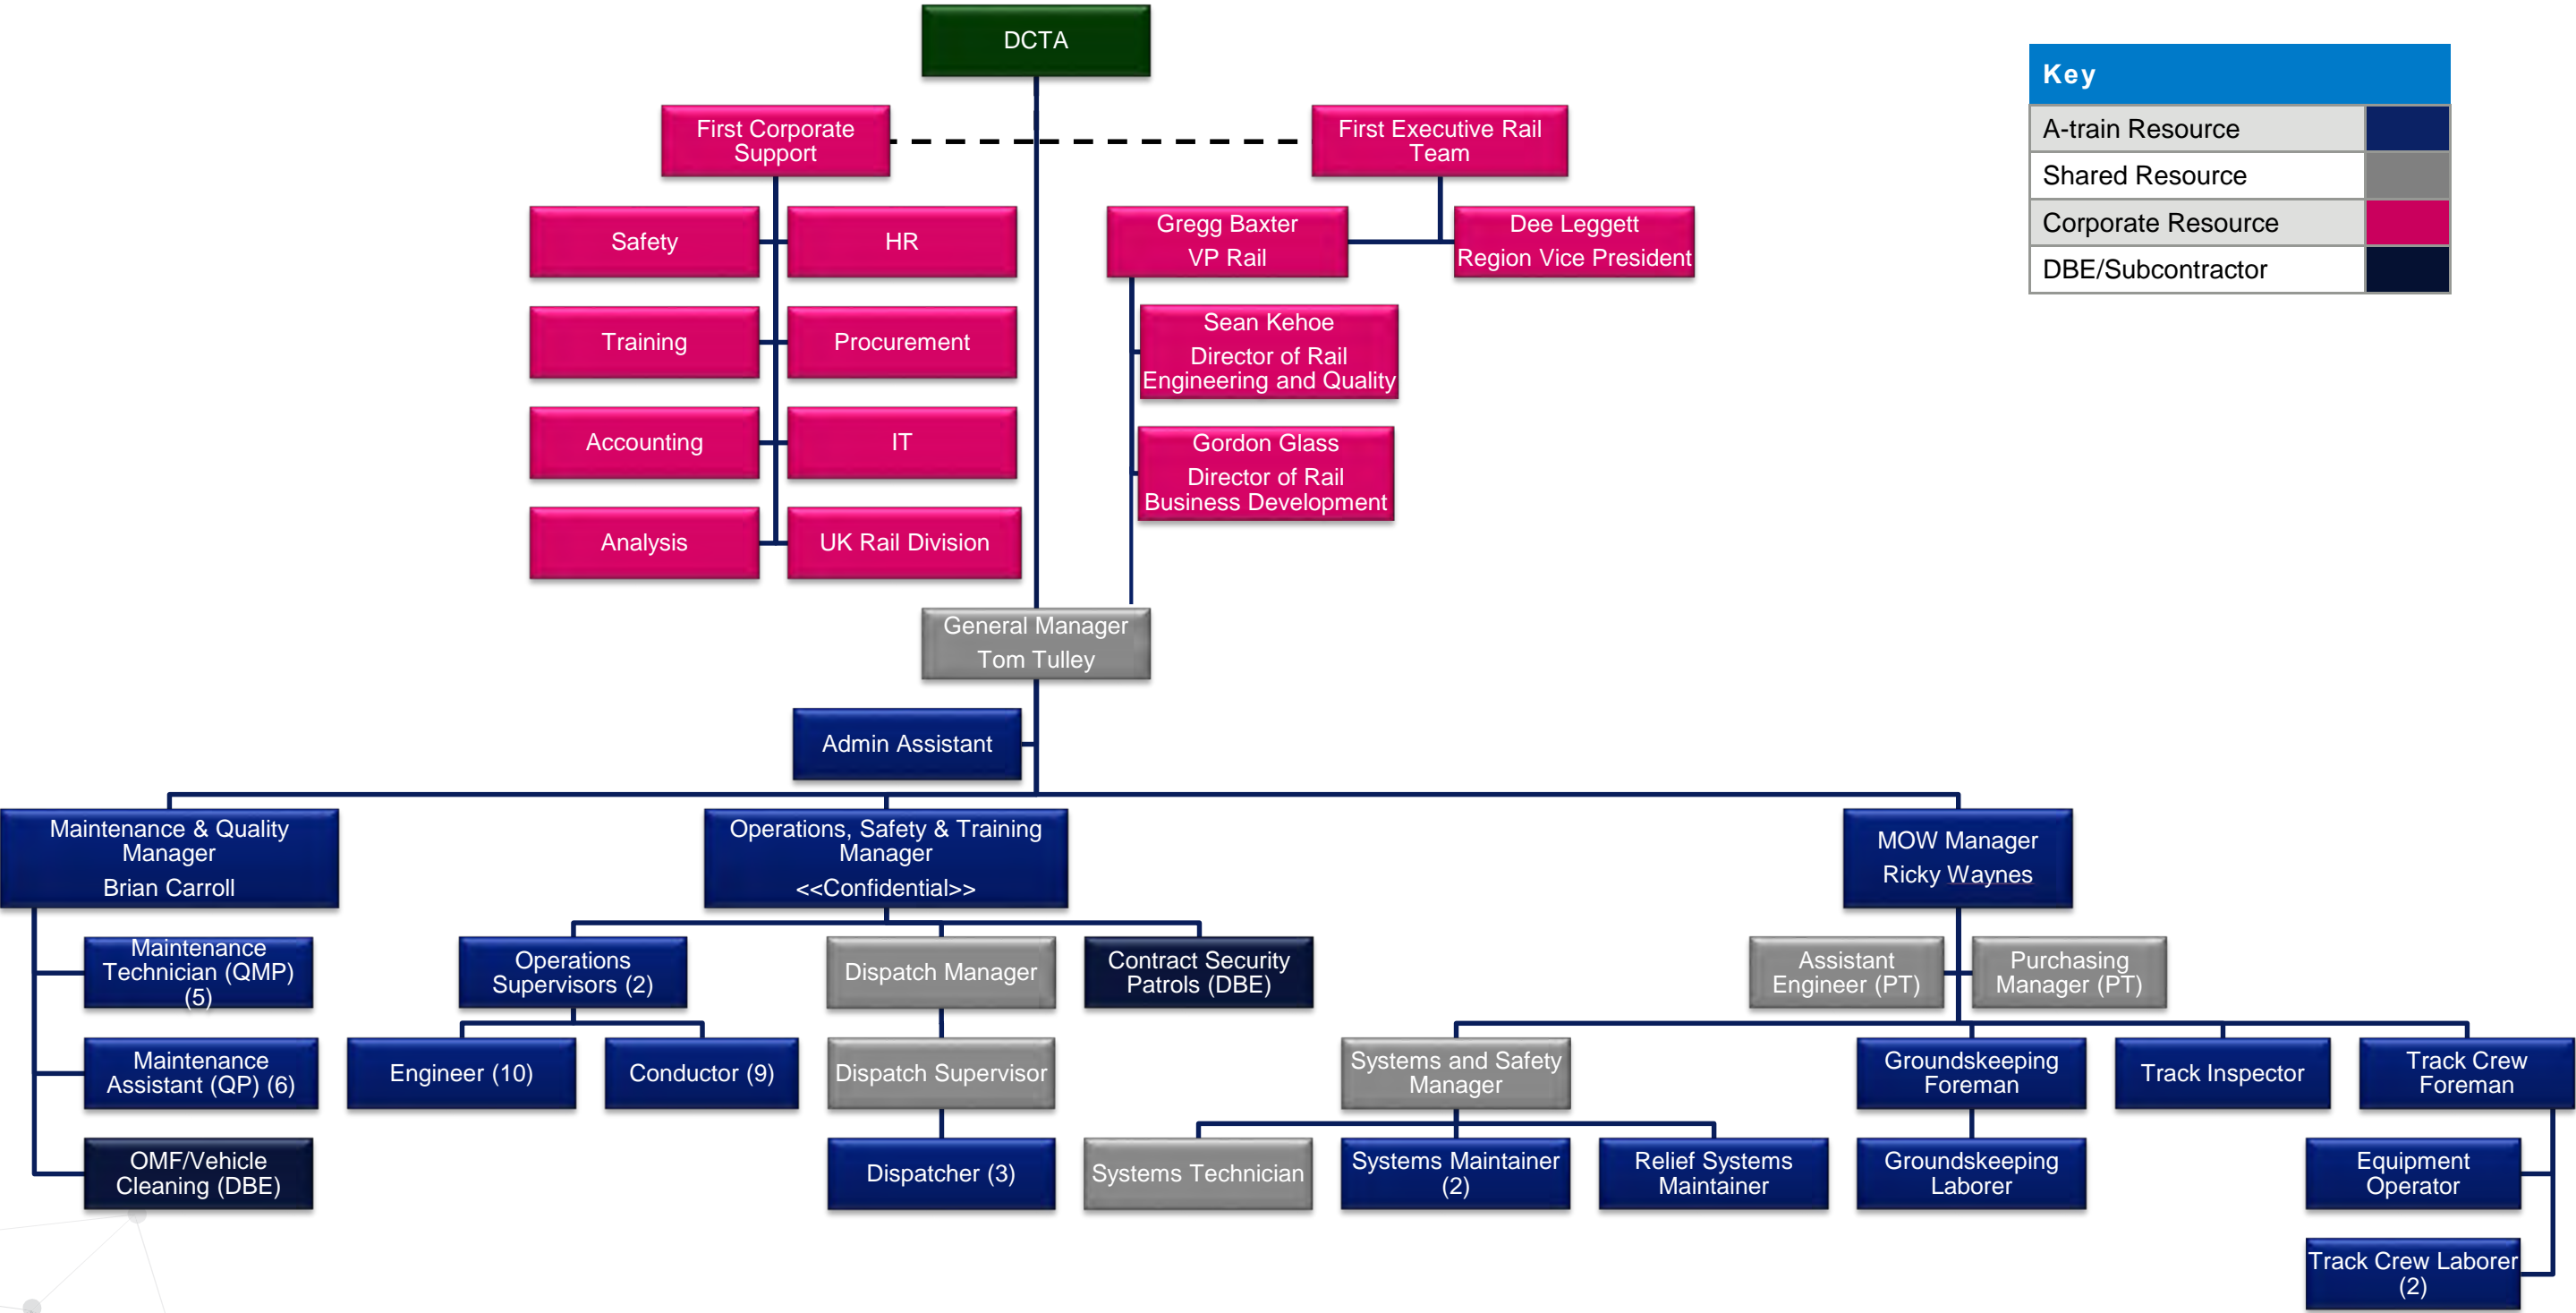 DCTA
Key
A-train Resource
Shared Resource
Corporate Resource
DBE/Subcontractor
First Corporate
Support
First Executive Rail
Team
Safety
HR
Training
Procurement
Accounting
IT
Analysis
UK Rail Division
Gregg Baxter
VP Rail
Dee Leggett
Region Vice President
Sean Kehoe
Director of Rail
Engineering and Quality
Gordon Glass
Director of Rail
Business Development
General Manager
Tom Tulley
Admin Assistant
Maintenance & Quality
Manager
Brian Carroll
Operations, Safety & Training
Manager
<<Confidential>>
MOW Manager
Ricky Waynes
Maintenance
Technician (QMP)
(5)
Maintenance
Assistant (QP) (6)
OMF/Vehicle
Cleaning (DBE)
Operations
Supervisors (2)
Engineer (10)
Conductor (9)
Dispatch Manager
Dispatch Supervisor
Dispatcher (3)
Contract Security
Patrols (DBE)
Assistant
Engineer (PT)
Purchasing
Manager (PT)
Systems and Safety
Manager
Systems Technician
Systems Maintainer
(2)
Relief Systems
Maintainer
Groundskeeping
Foreman
Groundskeeping
Laborer
Track Inspector
Track Crew
Foreman
Equipment
Operator
Track Crew Laborer
(2)